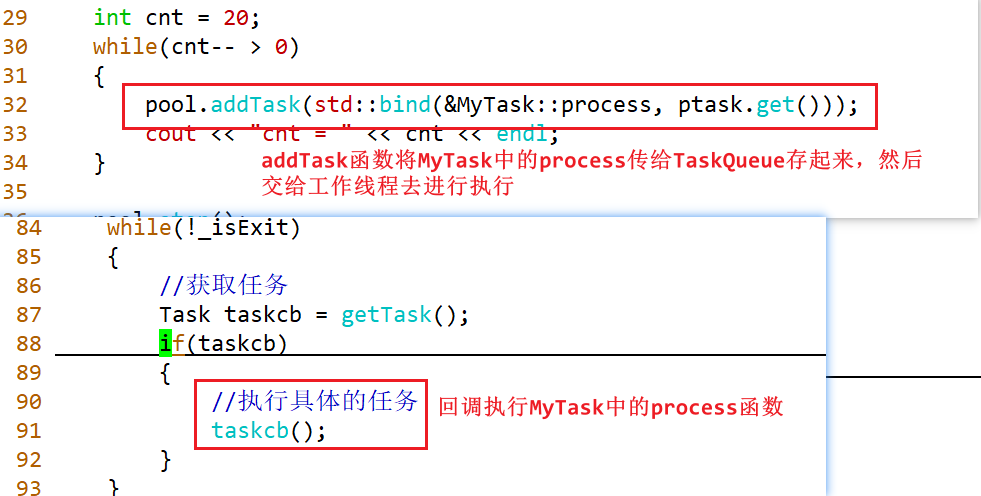 29 int cnt = 20;
30 while(cnt-- > 0)
31 {
32 pool.addTask(std::bind(&MyTask::process, ptask.get()));
33 cout << "cnt = " << cnt << endl;
34 }
addTask函数将MyTask中的process传给TaskQueue存起来，然后
交给工作线程去进行执行
35
84 while(!_isExit)
85 {
86 //获取任务
87 Task taskcb = getTask();
88 if(taskcb)
89 {
90 //执行具体的任务
回调执行MyTask中的process函数
91 taskcb();
92 }
93 }